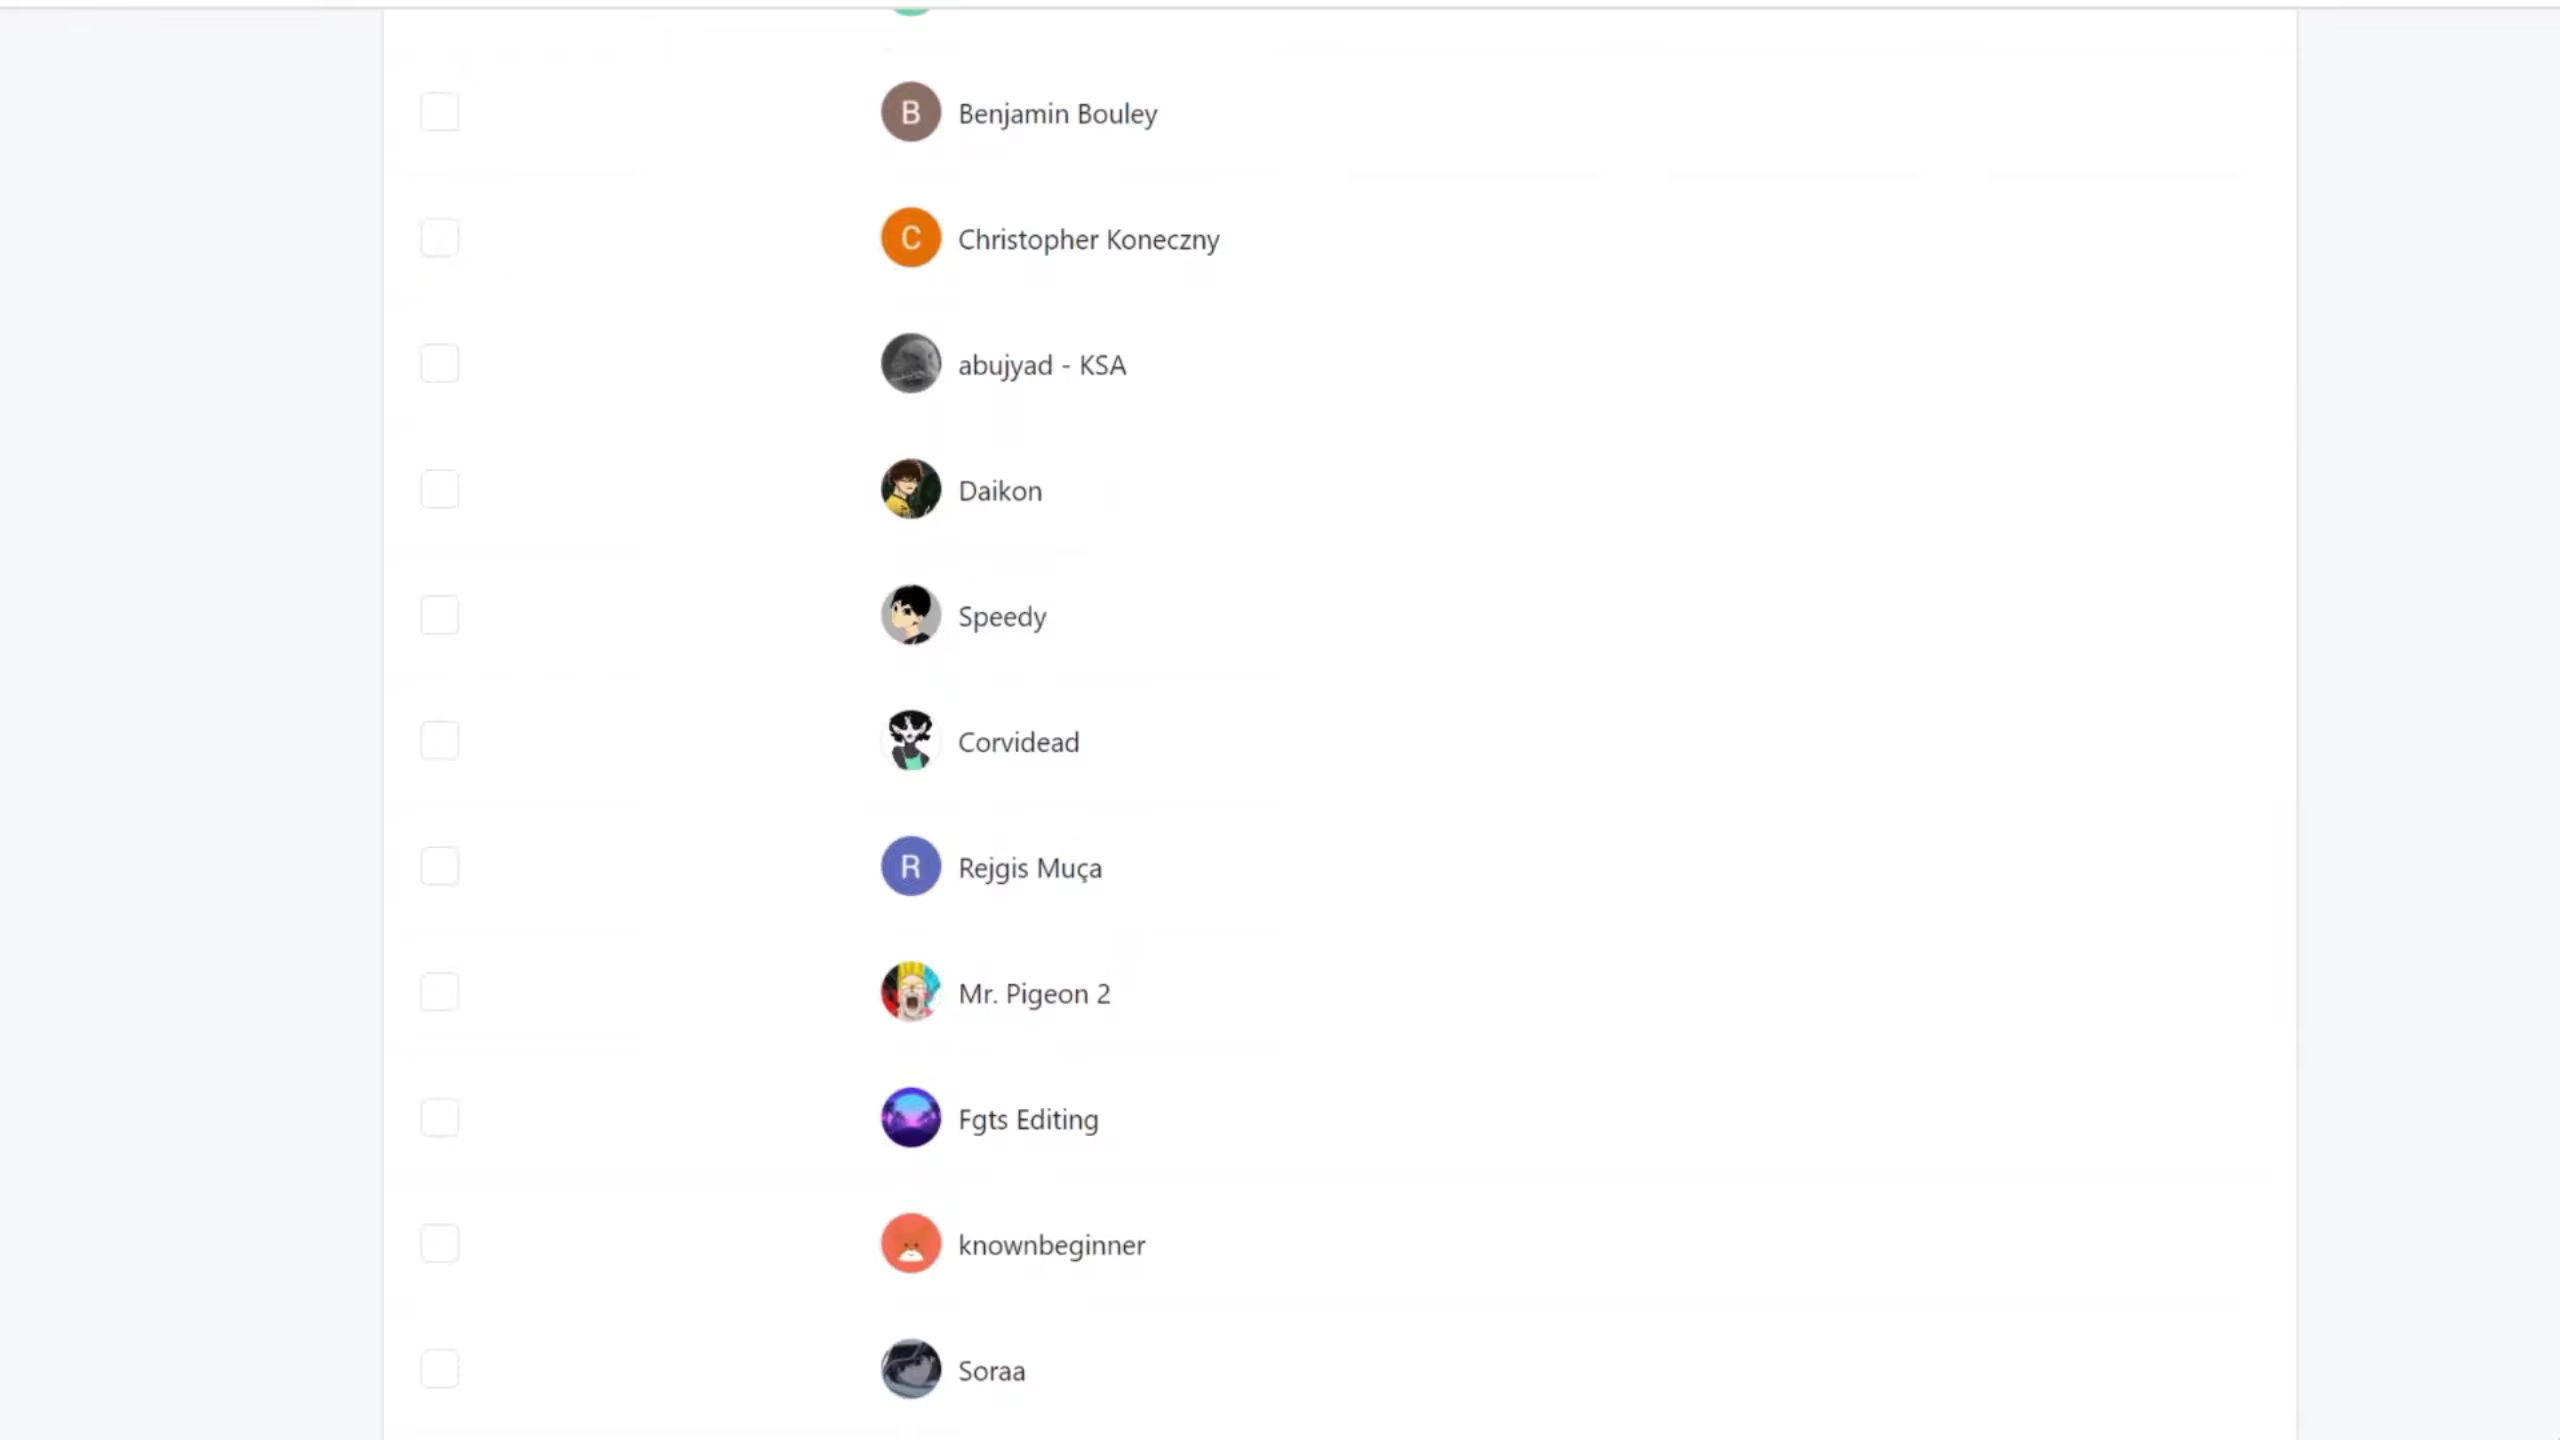 B Benjamin Bouley
C Christopher Koneczny
abujyad - KSA
Daikon
Speedy
Corvidead
R Rejgis Muça
Mr. Pigeon 2
Fgts Editing
knownbeginner
Soraa